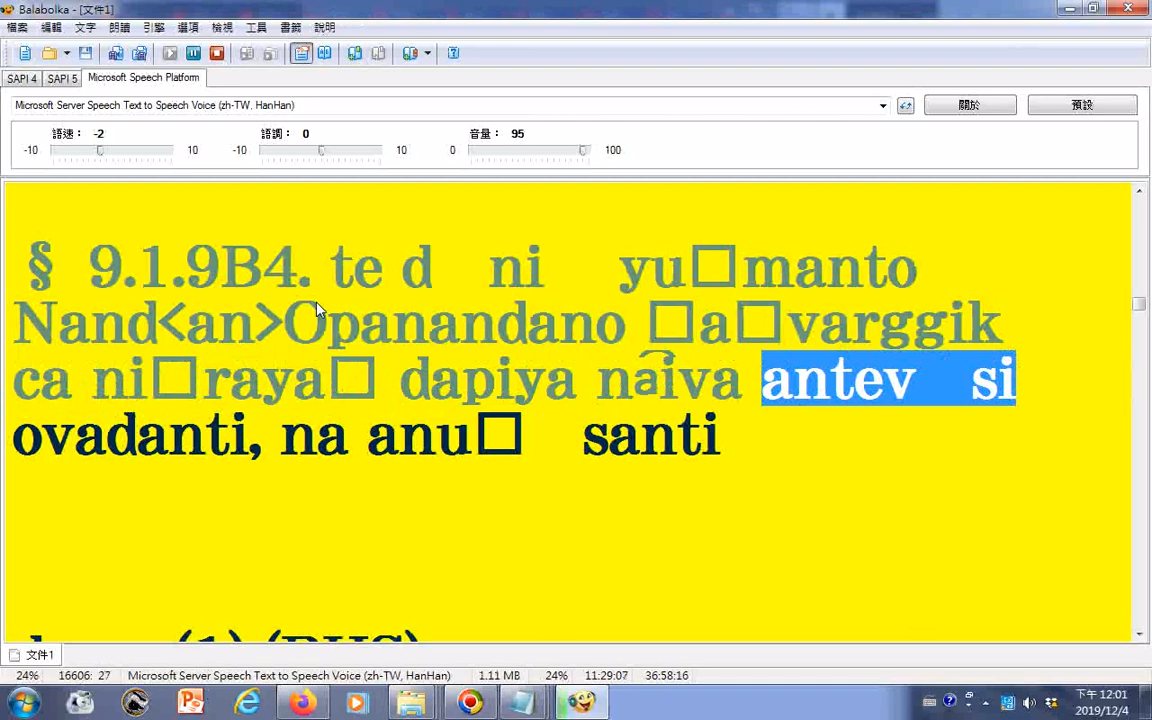 Balabolka - [文件1]
檔案 編輯 文字 朗讀 引擎 選項 檢視 工具 書籤 說明
SAPI 4 SAPI 5 Microsoft Speech Platform
Microsoft Server Speech Text to Speech Voice (zh-TW, HanHan) 關於 預設
語速： -2 語調： 0 音量： 95
-10 10 -10 10 0 100
§ 9.1.9B4. te d ni yu□manto
Nand<an>Opanandano □a□varggik
ca ni□raya□ dapiya nâiva antev si
ovadanti, na anu□ santi
文件1
24% 16606: 27 Microsoft Server Speech Text to Speech Voice (zh-TW, HanHan) 1.11 MB 24% 11:29:07 36:58:16
下午 12:01
2019/12/4